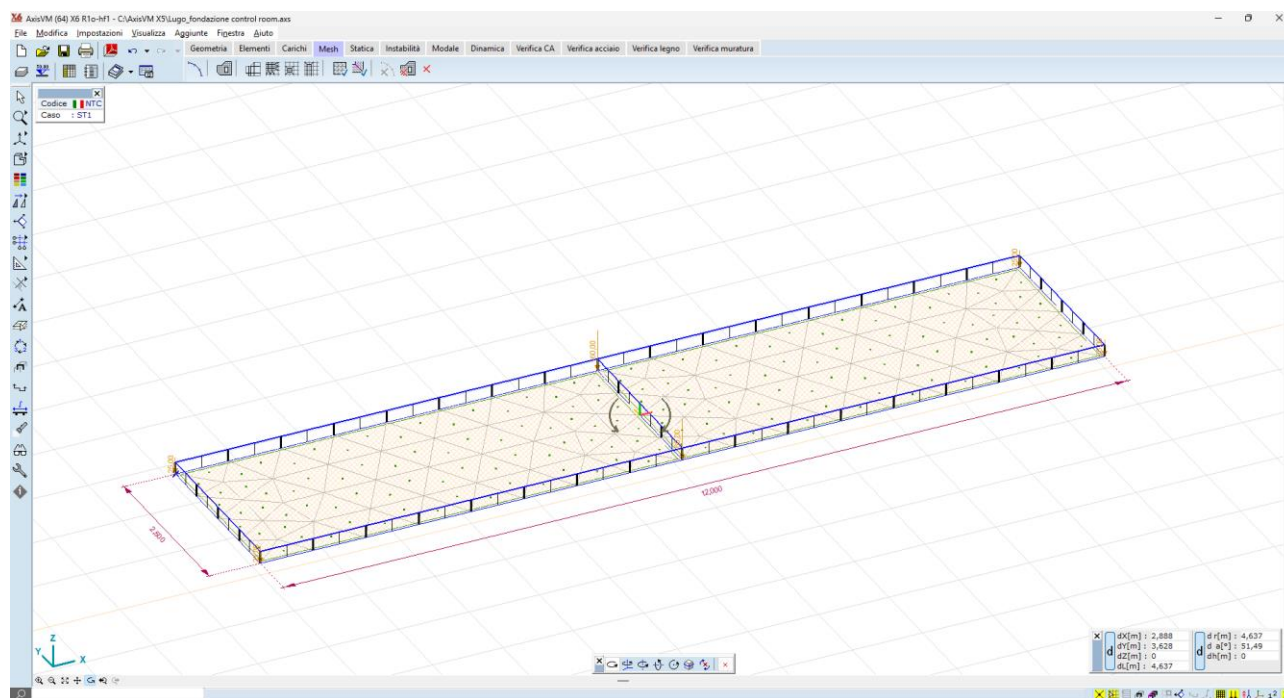 AxisVM (64) X6 R1o-hf1 - C:\AxisVM X5\Lugo_fondazione control room.axs
File Modifica Impostazioni Visualizza Aggiunte Finestra Aiuto
Geometria Elementi Carichi Mesh Statica Instabilità Modale Dinamica Verifica CA Verifica acciaio Verifica legno Verifica muratura
Codice NTC
Caso : ST1
12,000
Z
Y
X
dX[m] : 2,888
dY[m] : 3,628
dZ[m] : 0
dL[m] : 4,637
d
d r[m] : 4,637
d a[°] : 51,49
dh[m] : 0
d